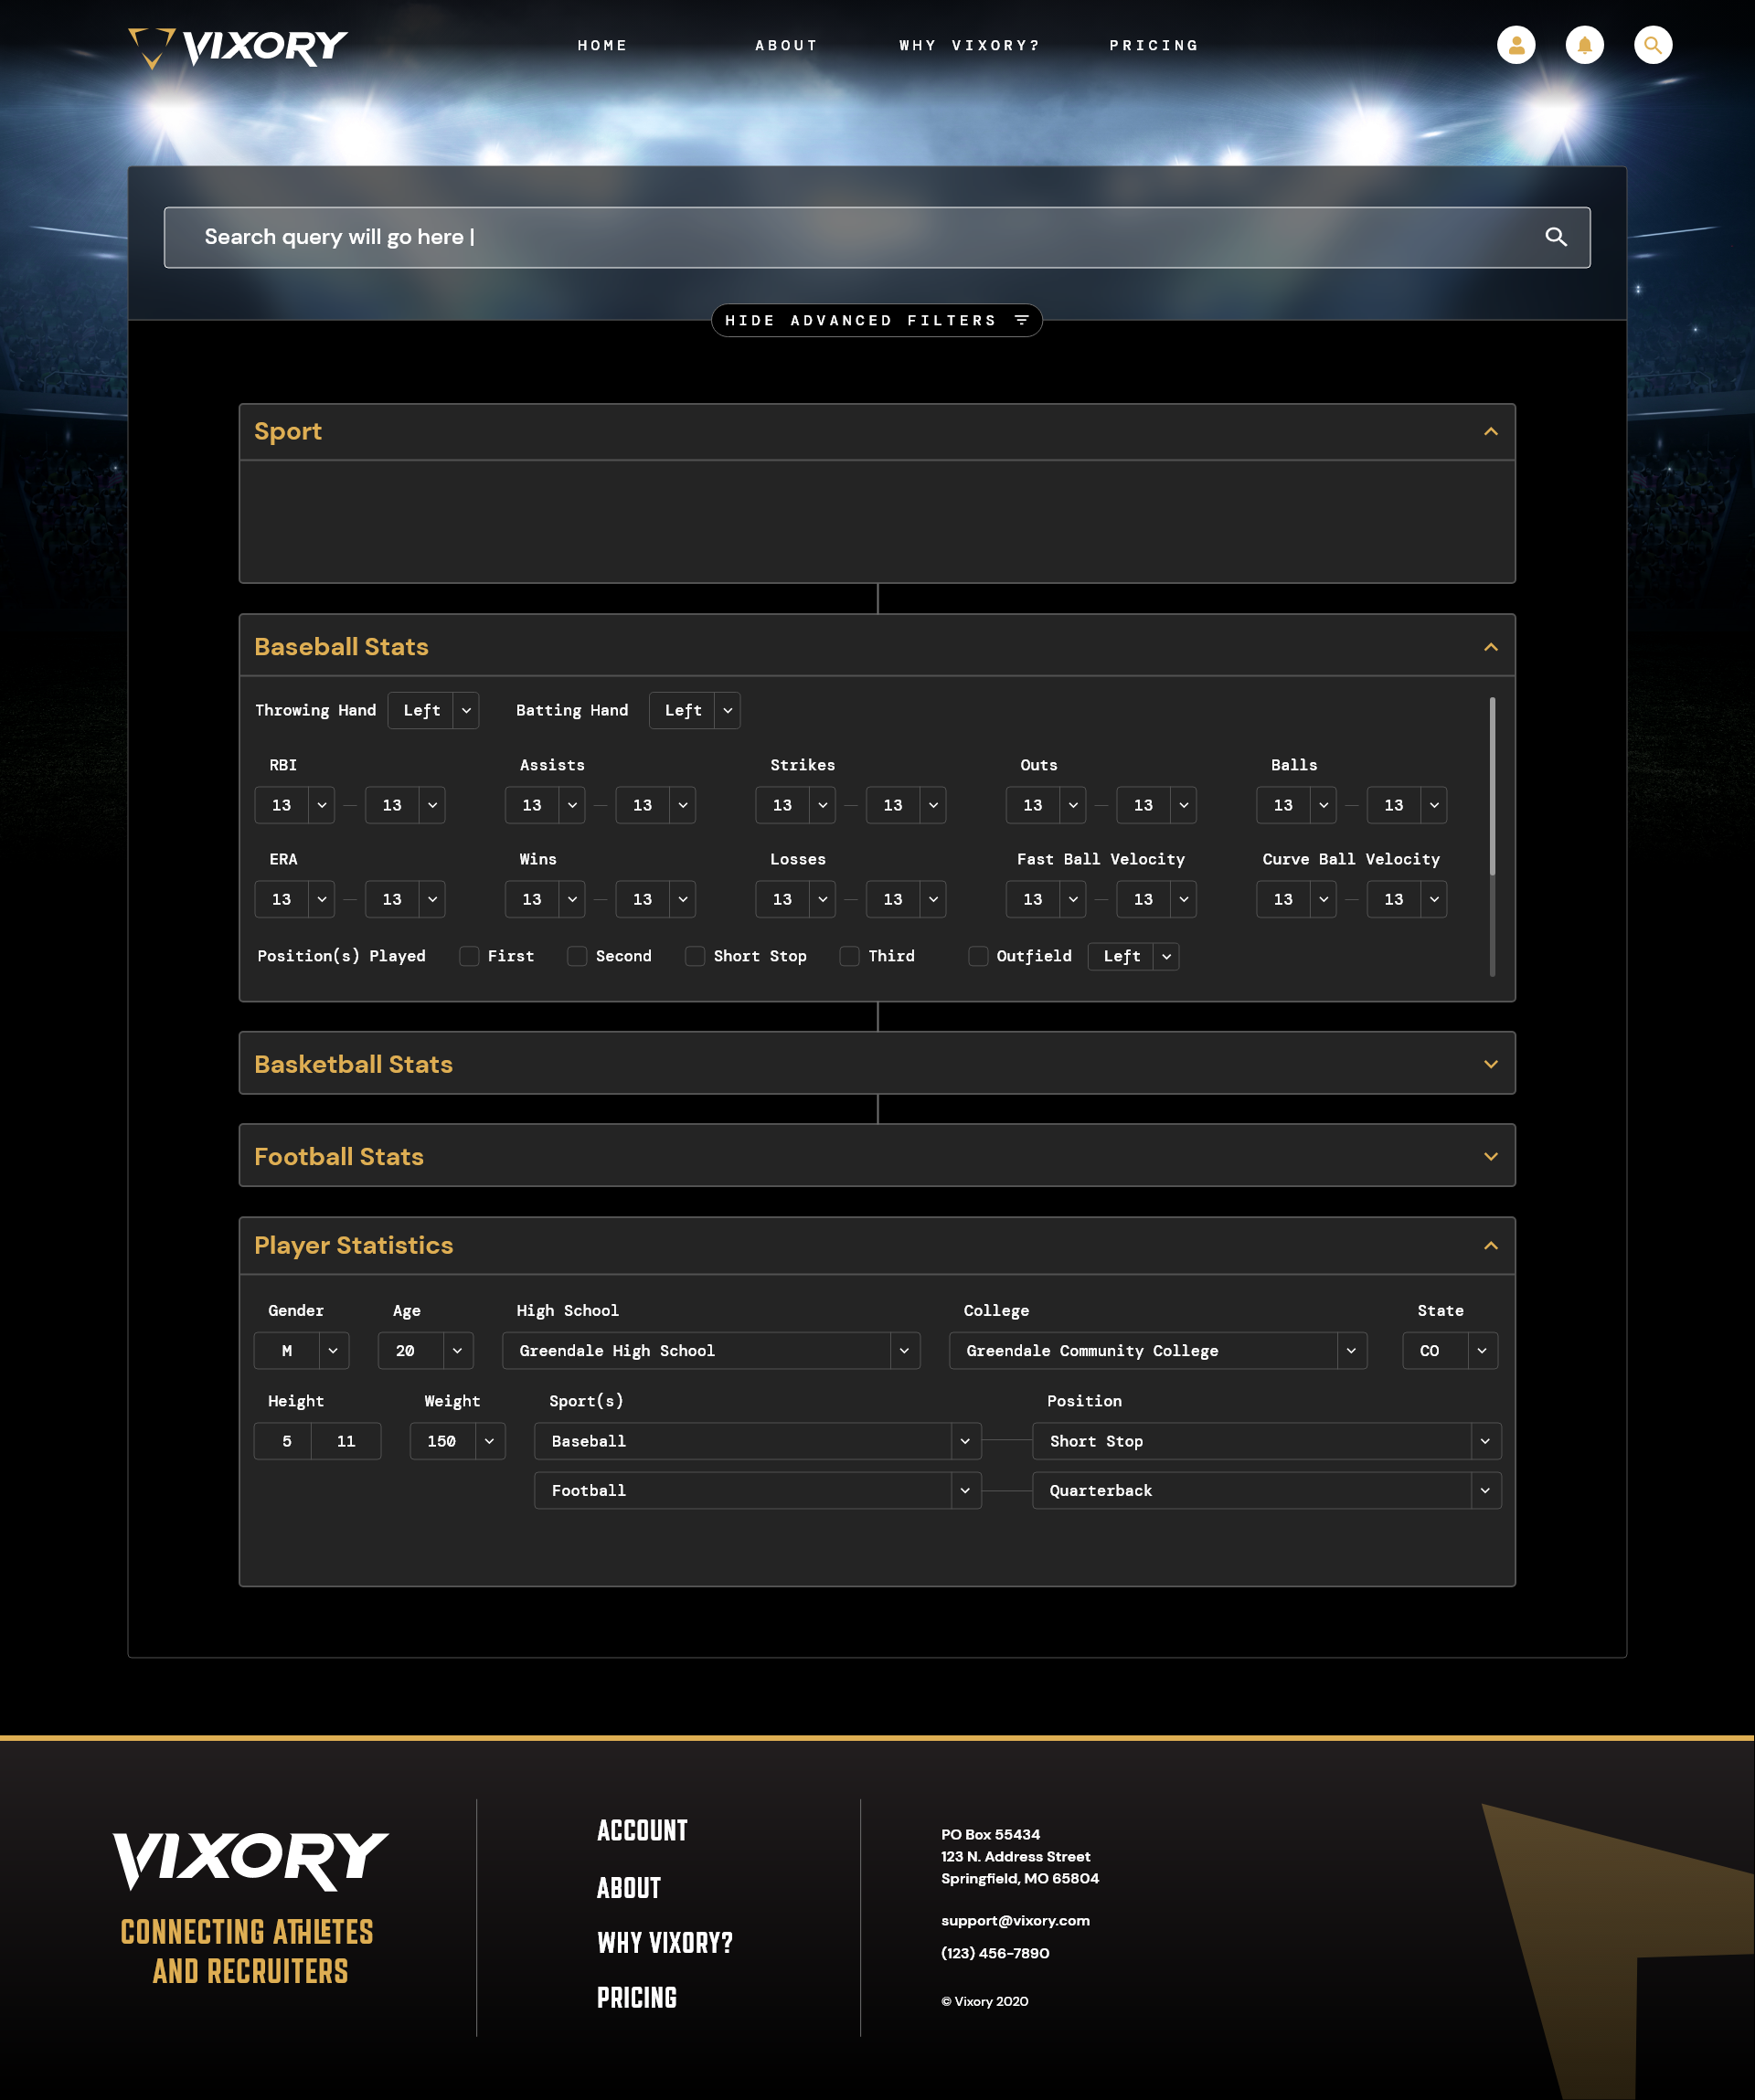 VIXORY
HOME ABOUT WHY VIXORY? PRICING
Search query will go here |
HIDE ADVANCED FILTERS
Sport
Baseball Stats
Throwing Hand Left Batting Hand Left
RBI Assists Strikes Outs Balls
13 — 13 13 — 13 13 — 13 13 — 13 13 — 13
ERA Wins Losses Fast Ball Velocity Curve Ball Velocity
13 — 13 13 — 13 13 — 13 13 — 13 13 — 13
Position(s) Played First Second Short Stop Third Outfield Left
Basketball Stats
Football Stats
Player Statistics
Gender Age High School College State
M 20 Greendale High School Greendale Community College CO
Height Weight Sport(s) Position
5 11 150 Baseball Short Stop
Football Quarterback
VIXORY
CONNECTING ATHLETES
AND RECRUITERS
ACCOUNT
ABOUT
WHY VIXORY?
PRICING
PO Box 55434
123 N. Address Street
Springfield, MO 65804
support@vixory.com
(123) 456-7890
© Vixory 2020